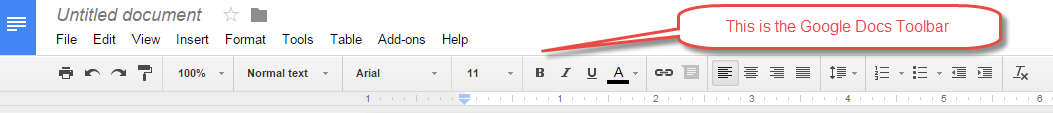 Untitled document
This is the Google Docs Toolbar
File Edit View Insert Format Tools Table Add-ons Help
100% Normal text Arial 11 B I U A
1 1 2 3 4 5 6